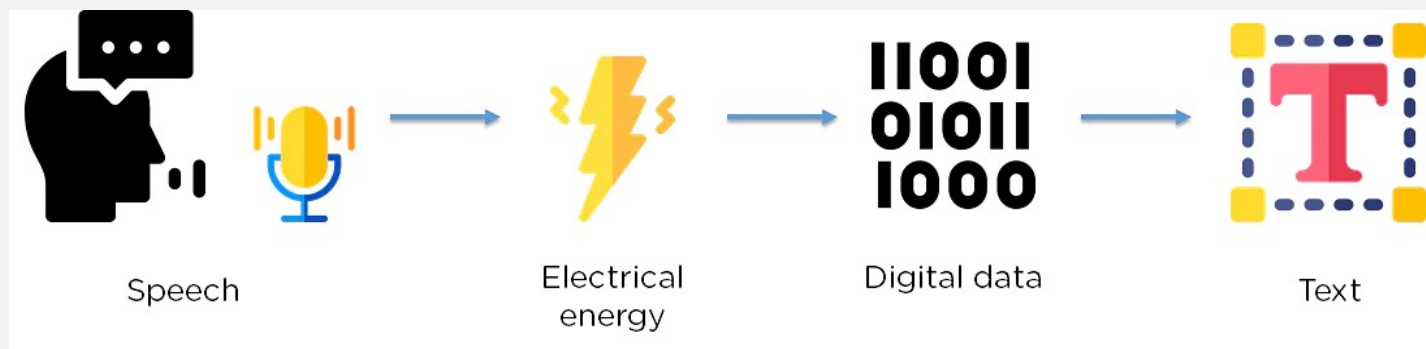 11001
01011
1000
T
Speech
Electrical
energy
Digital data
Text